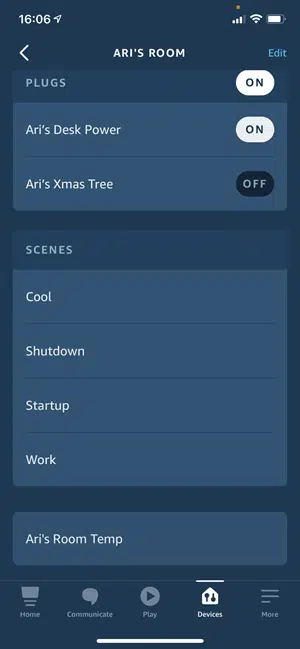 16:06
ARI'S ROOM
Edit
PLUGS
ON
Ari's Desk Power
ON
Ari's Xmas Tree
OFF
SCENES
Cool
Shutdown
Startup
Work
Ari's Room Temp
Home
Communicate
Play
Devices
More